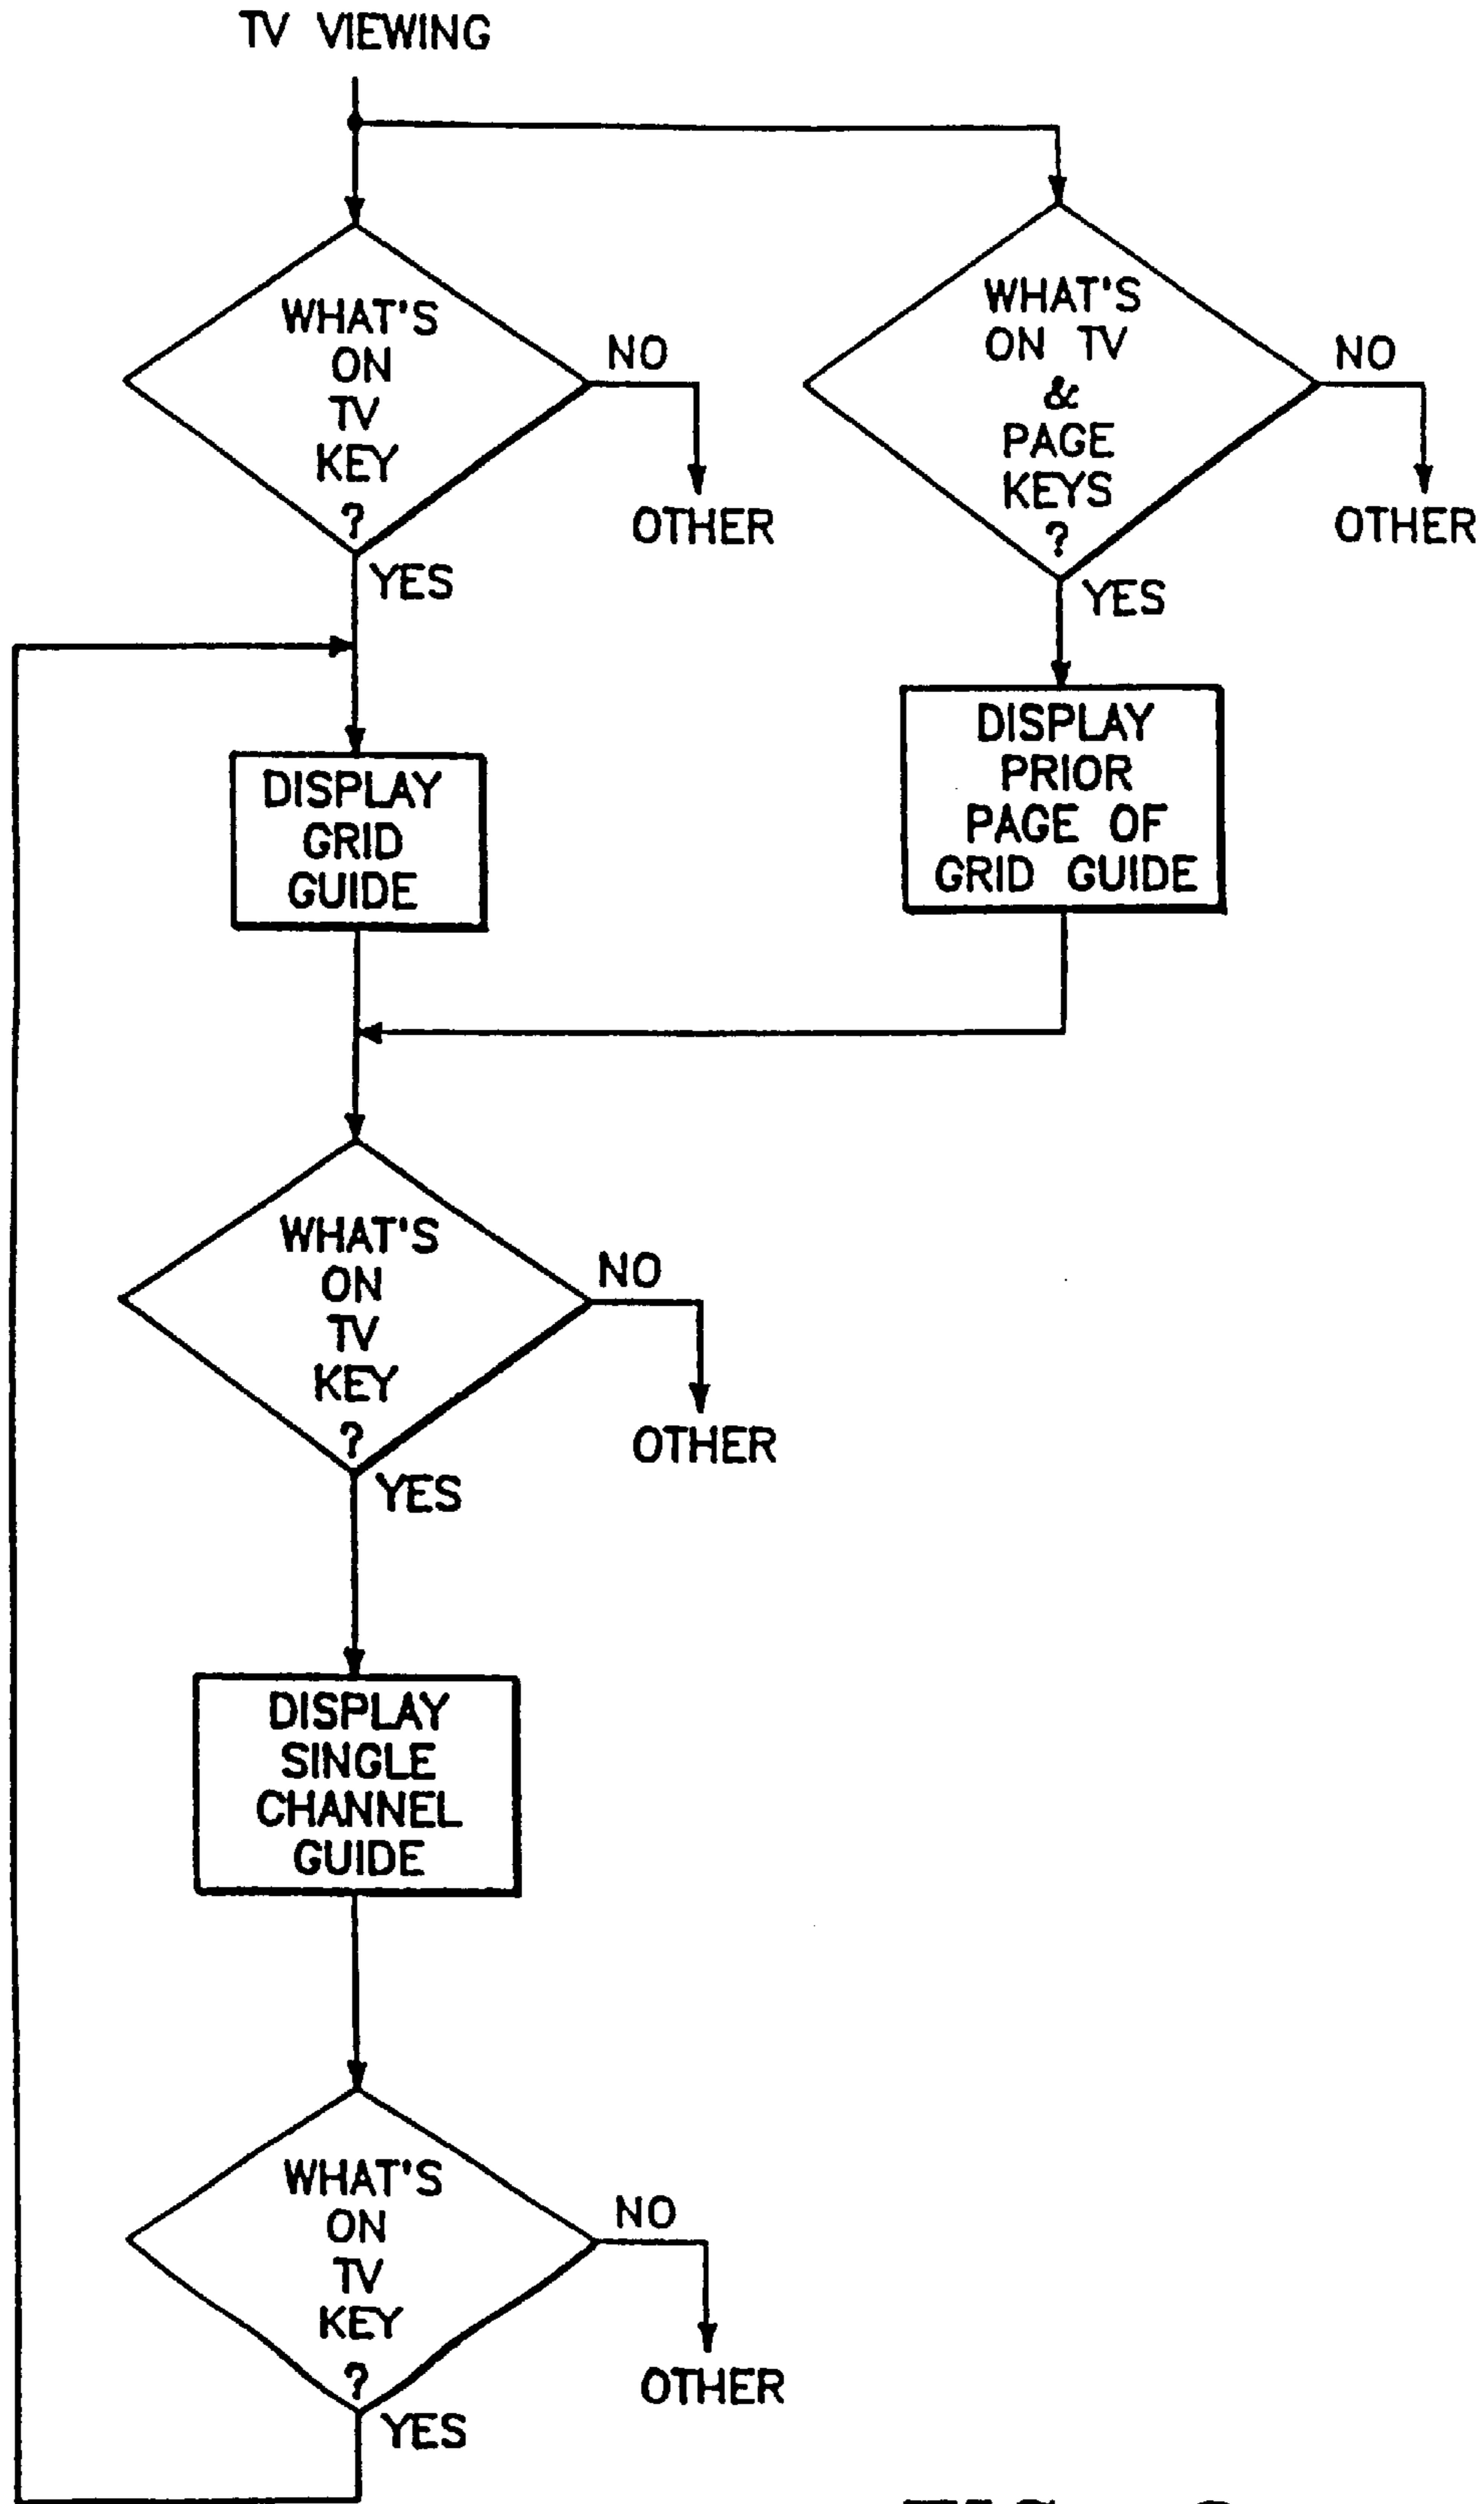 TV VIEWING
WHAT'S
ON
TV
KEY
?
NO
OTHER
YES
WHAT'S
ON TV
&
PAGE
KEYS
?
NO
OTHER
YES
DISPLAY
GRID
GUIDE
DISPLAY
PRIOR
PAGE OF
GRID GUIDE
WHAT'S
ON
TV
KEY
?
NO
OTHER
YES
DISPLAY
SINGLE
CHANNEL
GUIDE
WHAT'S
ON
TV
KEY
?
NO
OTHER
YES